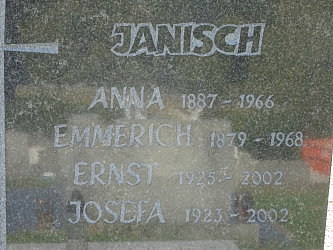 JANISCH
ANNA 1887 - 1966
EMMERICH 1879 - 1968
ERNST 1925 - 2002
JOSEFA 1923 - 2002